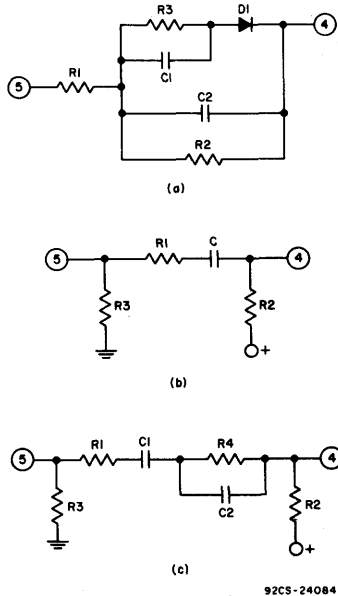 R3 D1 4
C1
5 R1 C2
R2
(a)
5 R1 C 4
R3 R2
+
(b)
5 R1 C1 R4 4
R3 C2 R2
+
(c)
92CS-24084